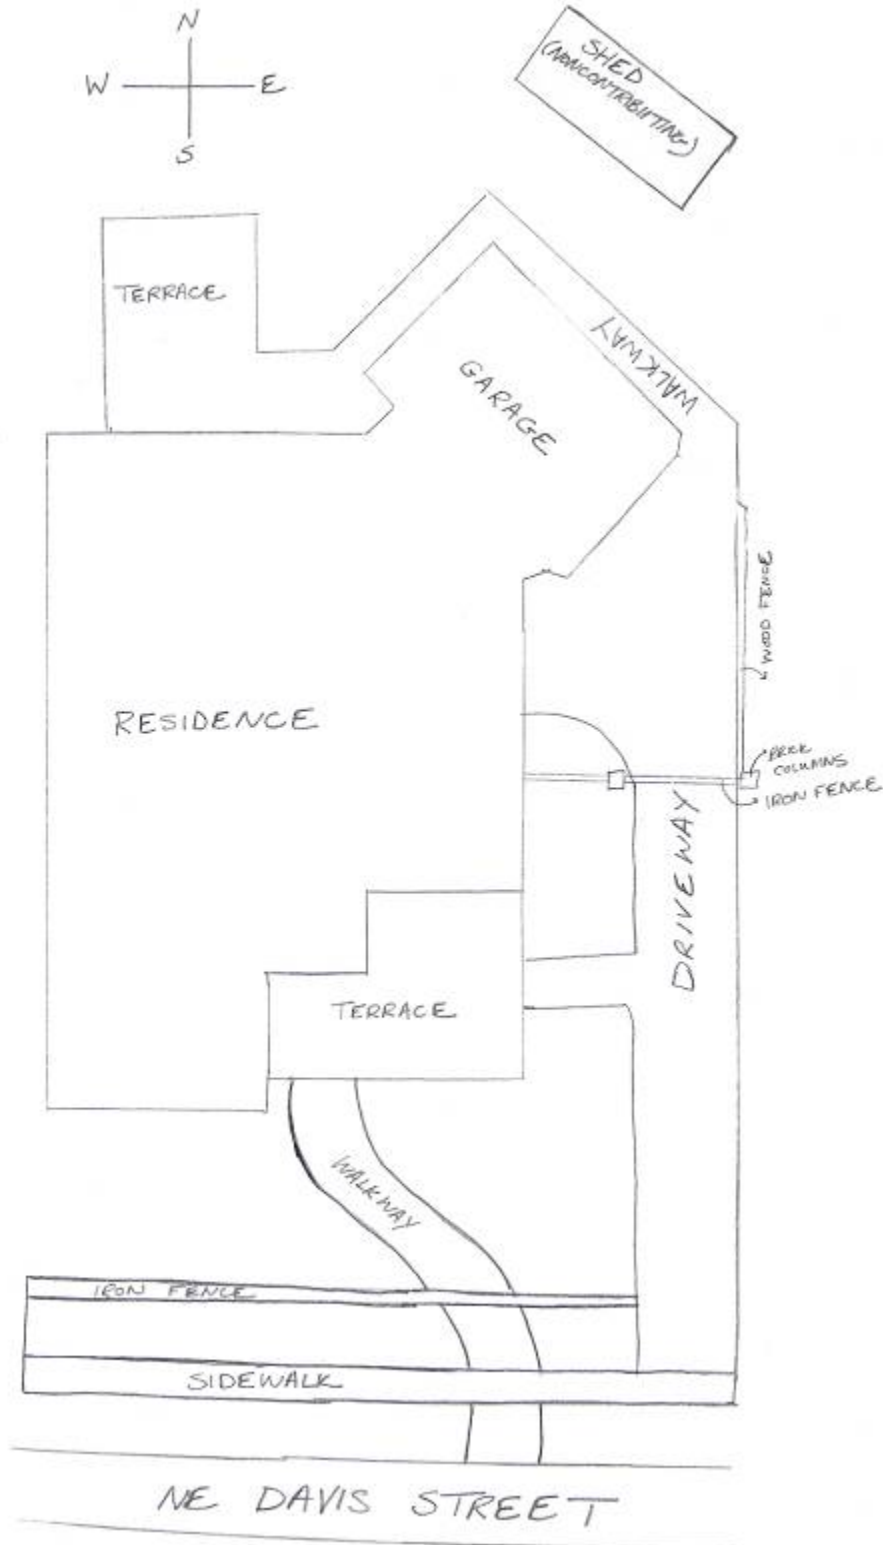 N
W E
S
SHED
(NONCONTRIBUTING)
TERRACE
WALKWAY
GARAGE
WOOD FENCE
RESIDENCE
BRICK
COLUMNS
IRON FENCE
DRIVEWAY
TERRACE
WALKWAY
IRON FENCE
SIDEWALK
NE DAVIS STREET